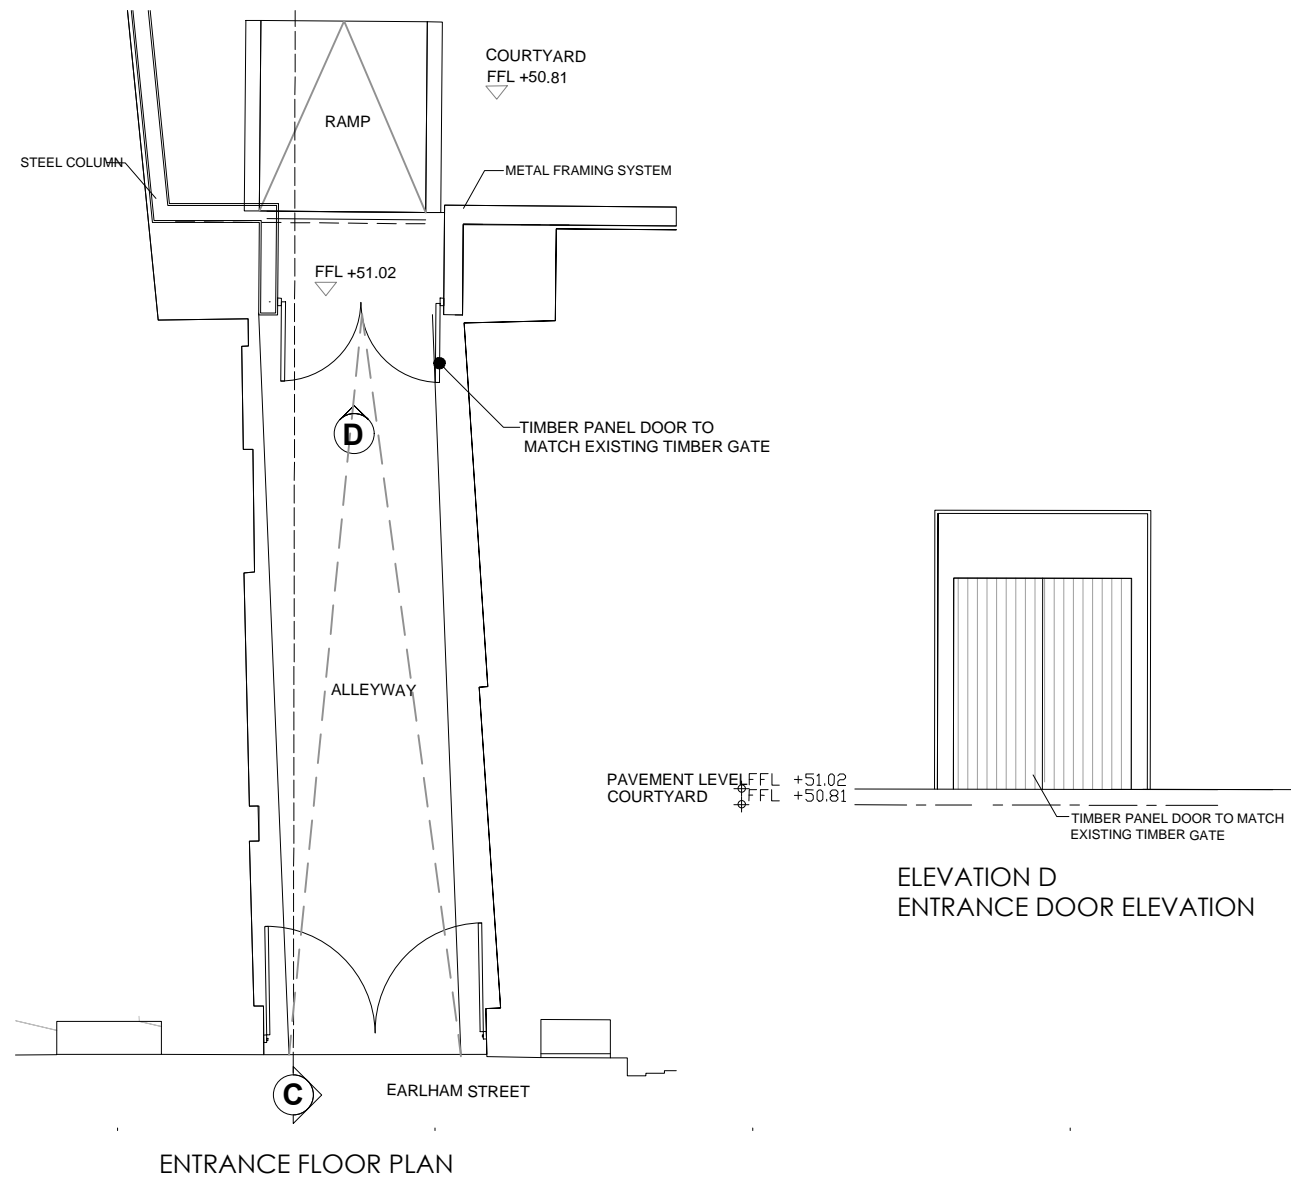 COURTYARD
FFL +50.81
RAMP
STEEL COLUMN
METAL FRAMING SYSTEM
FFL +51.02
TIMBER PANEL DOOR TO
MATCH EXISTING TIMBER GATE
D
ALLEYWAY
PAVEMENT LEVEL FFL +51.02
COURTYARD FFL +50.81
TIMBER PANEL DOOR TO MATCH
EXISTING TIMBER GATE
ELEVATION D
ENTRANCE DOOR ELEVATION
C
EARLHAM STREET
ENTRANCE FLOOR PLAN